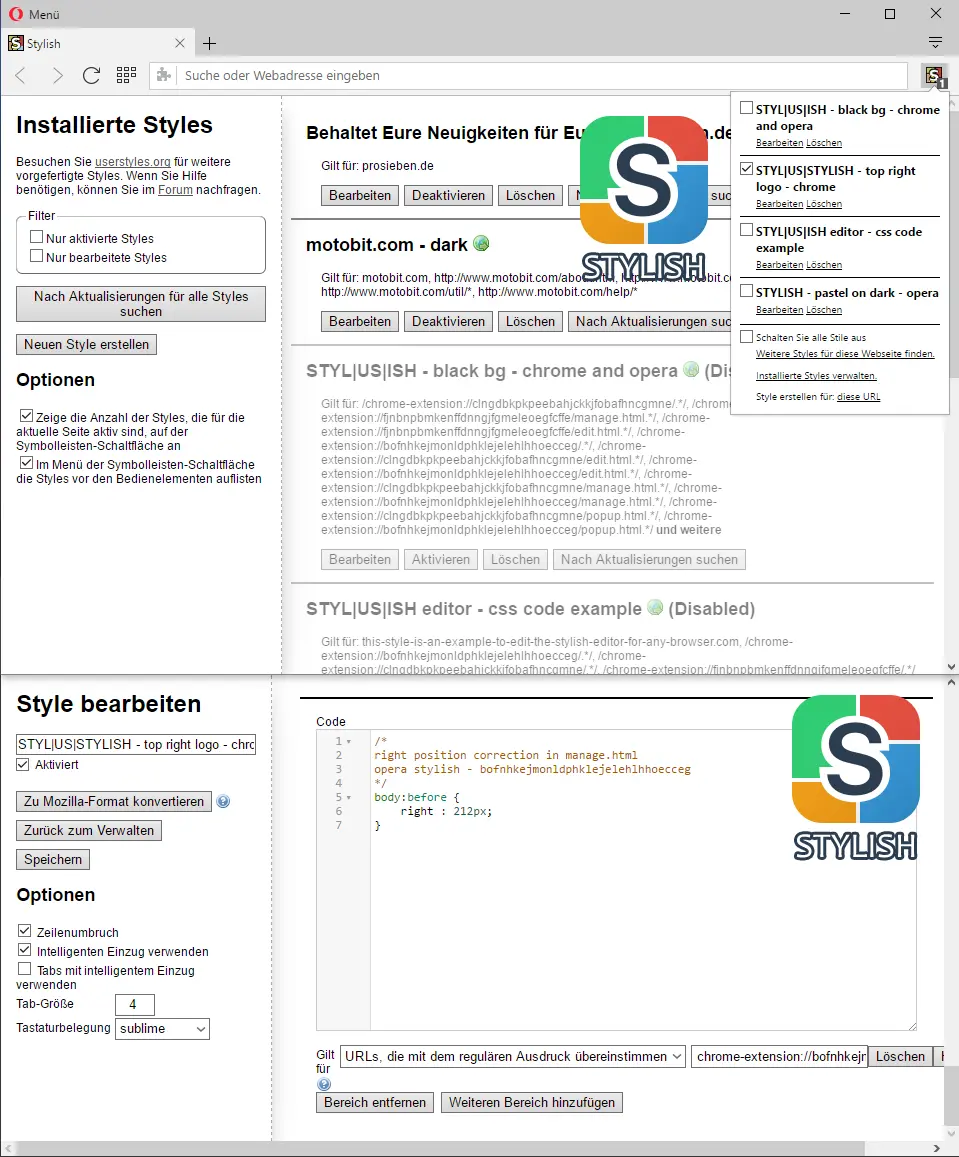 Menü
Stylish
Suche oder Webadresse eingeben
1
Installierte Styles
Besuchen Sie userstyles.org für weitere
vorgefertigte Styles. Wenn Sie Hilfe
benötigen, können Sie im Forum nachfragen.
Filter
Nur aktivierte Styles
Nur bearbeitete Styles
Nach Aktualisierungen für alle Styles
suchen
Neuen Style erstellen
Optionen
Zeige die Anzahl der Styles, die für die
aktuelle Seite aktiv sind, auf der
Symbolleisten-Schaltfläche an
Im Menü der Symbolleisten-Schaltfläche
die Styles vor den Bedienelementen auflisten
Behaltet Eure Neuigkeiten für
Gilt für: prosieben.de
Bearbeiten Deaktivieren Löschen
S
STYLISH
motobit.com - dark
Gilt für: motobit.com,
http://www.motobit.com/util/*, http://www.motobit.com/help/*
Bearbeiten Deaktivieren Löschen Nach Aktualisierungen suc
STYL|US|ISH - black bg - chrome and opera
Gilt für: /chrome-extension://clngdbkpkpeebahjckkjfobafhncgmne/.*/, /chrome-
extension://fjnbnpbmkenffdnngjfgmeleoegfcffe/manage.html.*/, /chrome-
extension://fjnbnpbmkenffdnngjfgmeleoegfcffe/edit.html.*/, /chrome-
extension://bofnhkejmonldphklejelehlhhoecceg/.*/, /chrome-
extension://clngdbkpkpeebahjckkjfobafhncgmne/edit.html.*/, /chrome-
extension://bofnhkejmonldphklejelehlhhoecceg/edit.html.*/, /chrome-
extension://clngdbkpkpeebahjckkjfobafhncgmne/manage.html.*/, /chrome-
extension://bofnhkejmonldphklejelehlhhoecceg/manage.html.*/, /chrome-
extension://clngdbkpkpeebahjckkjfobafhncgmne/popup.html.*/, /chrome-
extension://bofnhkejmonldphklejelehlhhoecceg/popup.html.*/ und weitere
Bearbeiten Aktivieren Löschen Nach Aktualisierungen suchen
STYL|US|ISH editor - css code example (Disabled)
Gilt für: this-style-is-an-example-to-edit-the-stylish-editor-for-any-browser.com, /chrome-
extension://bofnhkejmonldphklejelehlhhoecceg/.*/, /chrome-
extension://clngdbkpkpeebahjckkjfobafhncgmne/.*/, /chrome-extension://fjnbnpbmkenffdnngjfgmeleoegfcffe/.*/
STYL|US|ISH - black bg - chrome
and opera
Bearbeiten Löschen
STYL|US|STYLISH - top right
logo - chrome
Bearbeiten Löschen
STYL|US|ISH editor - css code
example
Bearbeiten Löschen
STYLISH - pastel on dark - opera
Bearbeiten Löschen
Schalten Sie alle Stile aus
Weitere Styles für diese Webseite finden.
Installierte Styles verwalten.
Style erstellen für: diese URL
Style bearbeiten
STYL|US|STYLISH - top right logo - chro
Aktiviert
Zu Mozilla-Format konvertieren
Zurück zum Verwalten
Speichern
Optionen
Zeilenumbruch
Intelligenten Einzug verwenden
Tabs mit intelligentem Einzug
verwenden
Tab-Größe 4
Tastaturbelegung sublime
Code
1 /*
2 right position correction in manage.html
3 opera stylish - bofnhkejmonldphklejelehlhhoecceg
4 */
5 body:before {
6 right : 212px;
7 }
S
STYLISH
Gilt für URLs, die mit dem regulären Ausdruck übereinstimmen chrome-extension://bofnhkejr Löschen
Bereich entfernen Weiteren Bereich hinzufügen